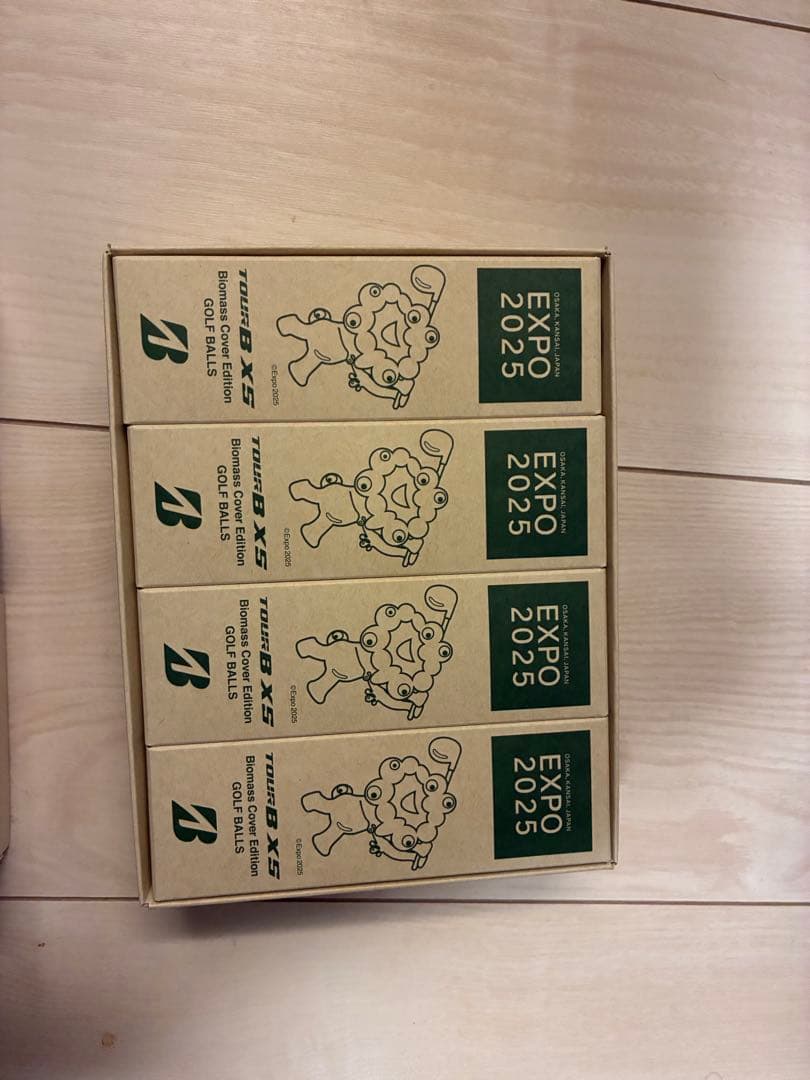 OSAKA, KANSAI, JAPAN
EXPO
2025
©Expo 2025
TOUR B XS
Biomass Cover Edition
GOLF BALLS
B
OSAKA, KANSAI, JAPAN
EXPO
2025
©Expo 2025
TOUR B XS
Biomass Cover Edition
GOLF BALLS
B
OSAKA, KANSAI, JAPAN
EXPO
2025
©Expo 2025
TOUR B XS
Biomass Cover Edition
GOLF BALLS
B
OSAKA, KANSAI, JAPAN
EXPO
2025
©Expo 2025
TOUR B XS
Biomass Cover Edition
GOLF BALLS
B